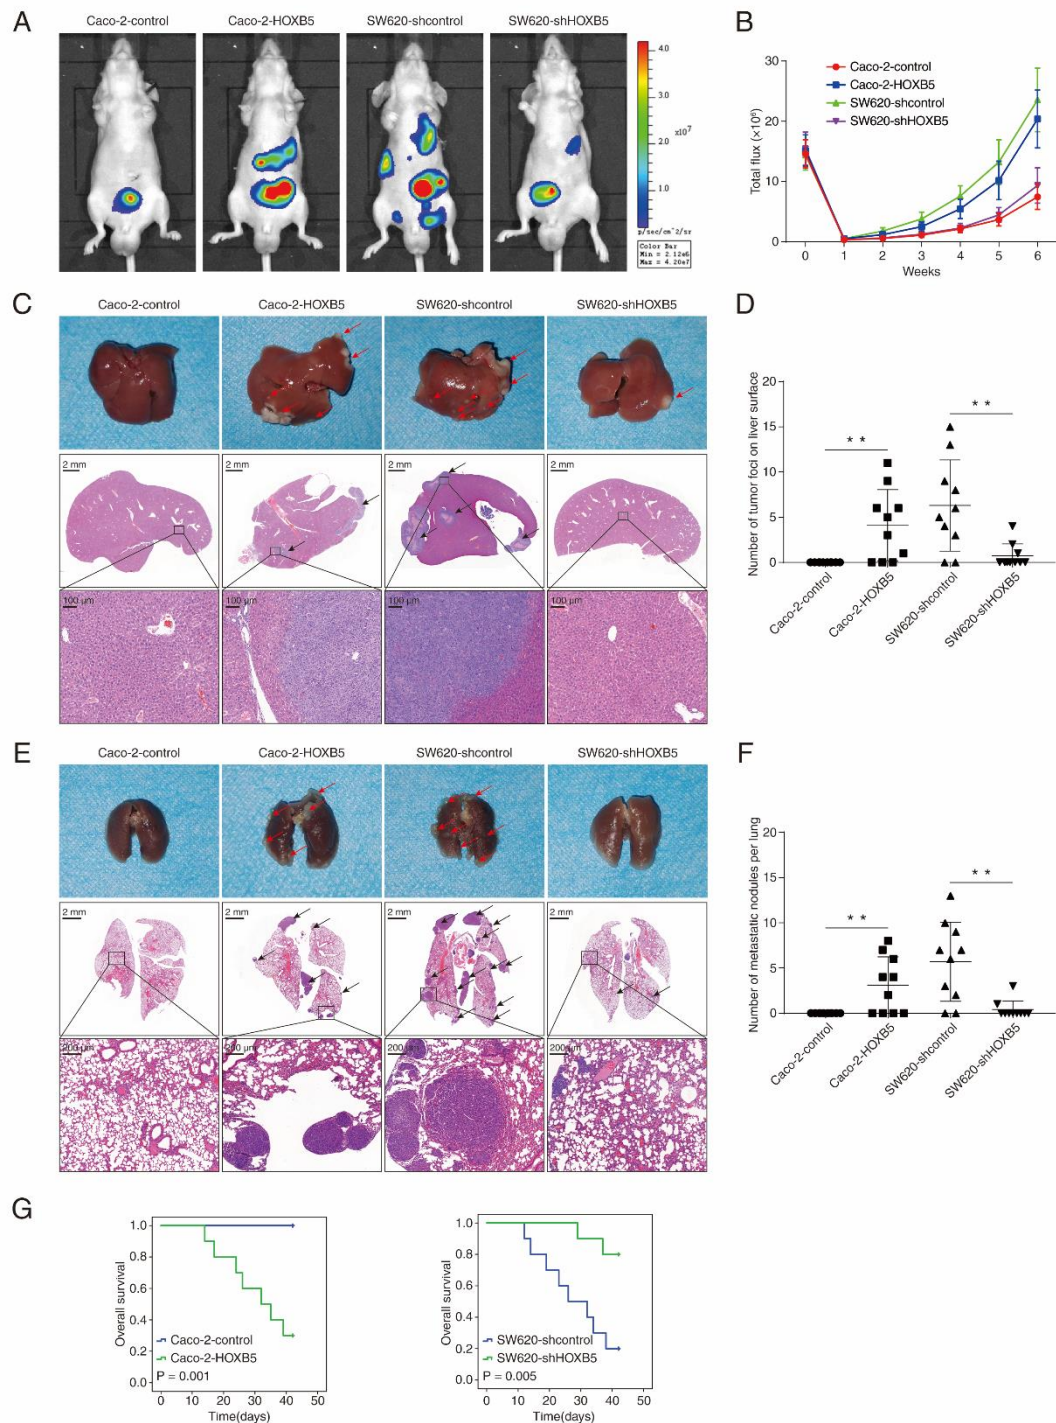 A
Caco-2-control
Caco-2-HOXB5
SW620-shcontrol
SW620-shHOXB5
4.0
3.0
x10⁷
2.0
1.0
p/sec/cm^2/sr
Color Bar
Min = 2.12e6
Max = 4.20e7
B
Total flux (×10⁶)
30
20
10
0
Caco-2-control
Caco-2-HOXB5
SW620-shcontrol
SW620-shHOXB5
0 1 2 3 4 5 6
Weeks
C
Caco-2-control
Caco-2-HOXB5
SW620-shcontrol
SW620-shHOXB5
2 mm
2 mm
2 mm
2 mm
100 µm
100 µm
100 µm
100 µm
D
Number of tumor foci on liver surface
20
15
10
5
0
* *
* *
Caco-2-control
Caco-2-HOXB5
SW620-shcontrol
SW620-shHOXB5
E
Caco-2-control
Caco-2-HOXB5
SW620-shcontrol
SW620-shHOXB5
2 mm
2 mm
2 mm
2 mm
200 µm
200 µm
200 µm
200 µm
F
Number of metastatic nodules per lung
20
15
10
5
0
* *
* *
Caco-2-control
Caco-2-HOXB5
SW620-shcontrol
SW620-shHOXB5
G
Overall survival
1.0
0.8
0.6
0.4
0.2
0.0
Caco-2-control
Caco-2-HOXB5
P = 0.001
0 10 20 30 40 50
Time(days)
Overall survival
1.0
0.8
0.6
0.4
0.2
0.0
SW620-shcontrol
SW620-shHOXB5
P = 0.005
0 10 20 30 40 50
Time(days)